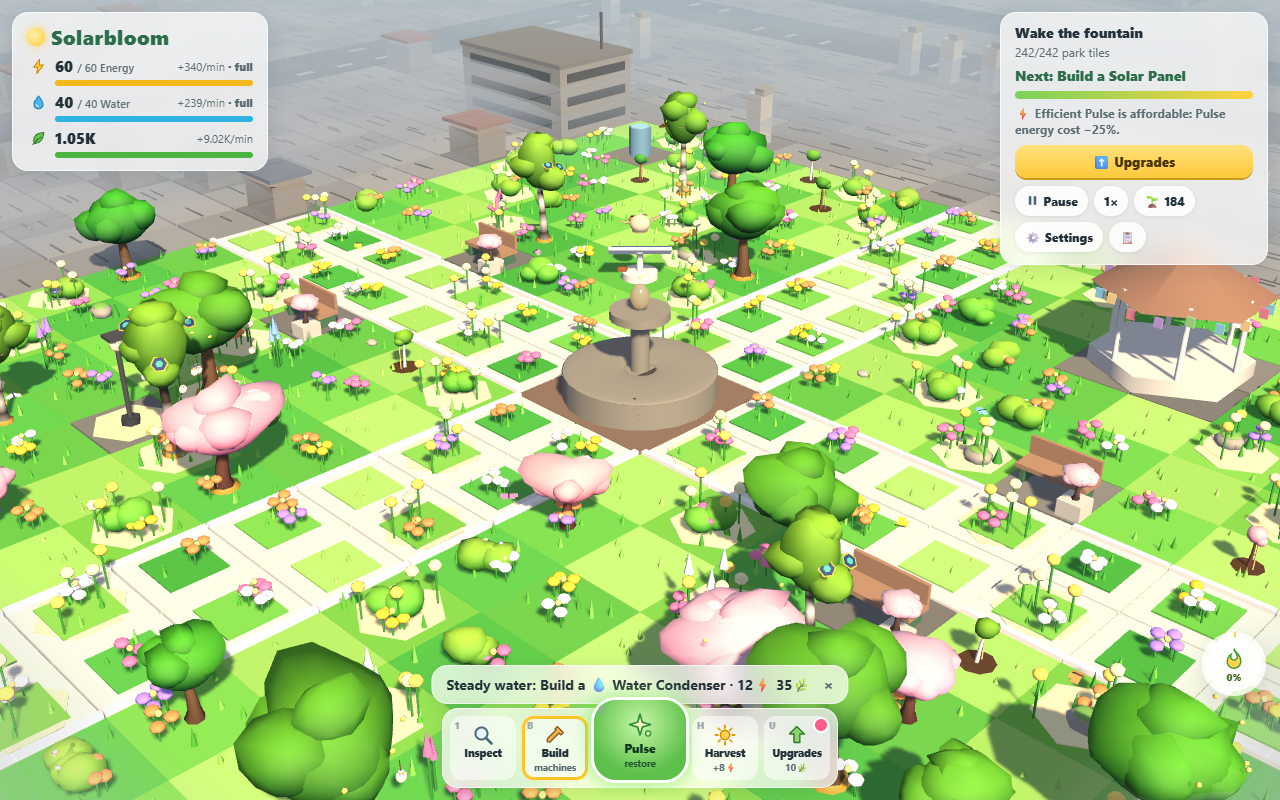 Solarbloom
60 / 60 Energy +340/min • full
40 / 40 Water +239/min • full
1.05K +9.02K/min
Wake the fountain
242/242 park tiles
Next: Build a Solar Panel
Efficient Pulse is affordable: Pulse
energy cost −25%.
Upgrades
Pause 1× 184
Settings
0%
Steady water: Build a Water Condenser · 12 35 ×
1 Inspect
B Build
machines
Pulse
restore
H Harvest
+8
U Upgrades
10